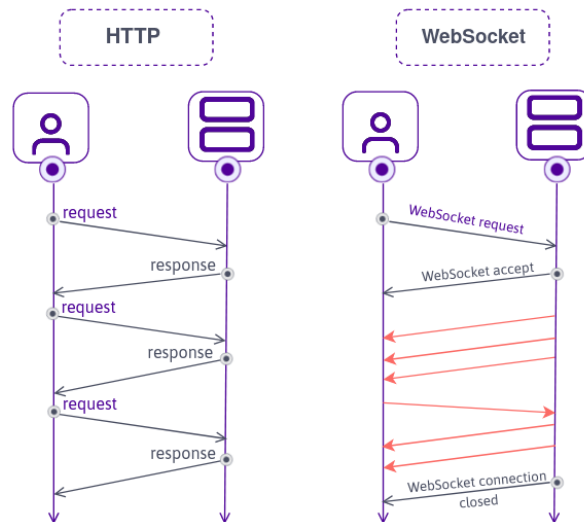 HTTP
request
response
request
response
request
response
WebSocket
WebSocket request
WebSocket accept
WebSocket connection
closed